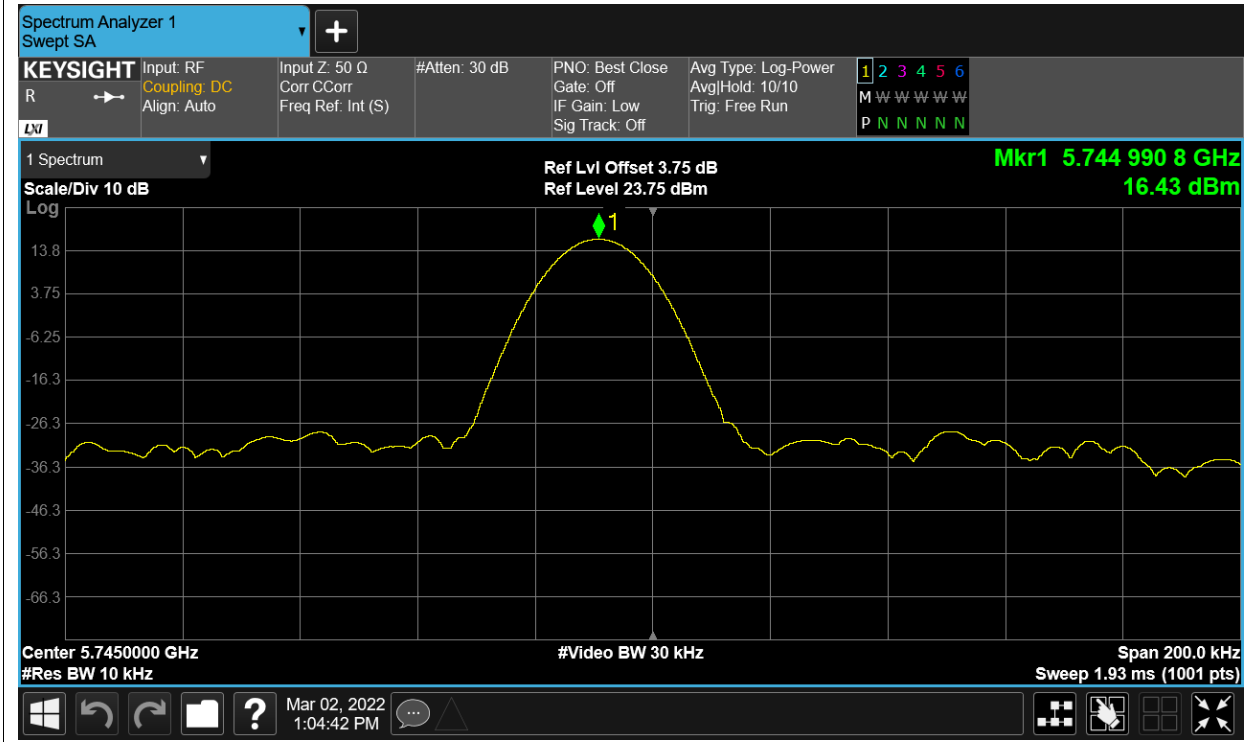 Spectrum Analyzer 1
Swept SA
+
KEYSIGHT
R
LXI
Input: RF
Coupling: DC
Align: Auto
Input Z: 50 Ω
Corr CCorr
Freq Ref: Int (S)
#Atten: 30 dB
PNO: Best Close
Gate: Off
IF Gain: Low
Sig Track: Off
Avg Type: Log-Power
Avg|Hold: 10/10
Trig: Free Run
1 2 3 4 5 6
M W W W W W
P N N N N N
1 Spectrum
Scale/Div 10 dB
Log
Ref Lvl Offset 3.75 dB
Ref Level 23.75 dBm
Mkr1 5.744 990 8 GHz
16.43 dBm
1
13.8
3.75
-6.25
-16.3
-26.3
-36.3
-46.3
-56.3
-66.3
Center 5.7450000 GHz
#Res BW 10 kHz
#Video BW 30 kHz
Span 200.0 kHz
Sweep 1.93 ms (1001 pts)
?
Mar 02, 2022
1:04:42 PM